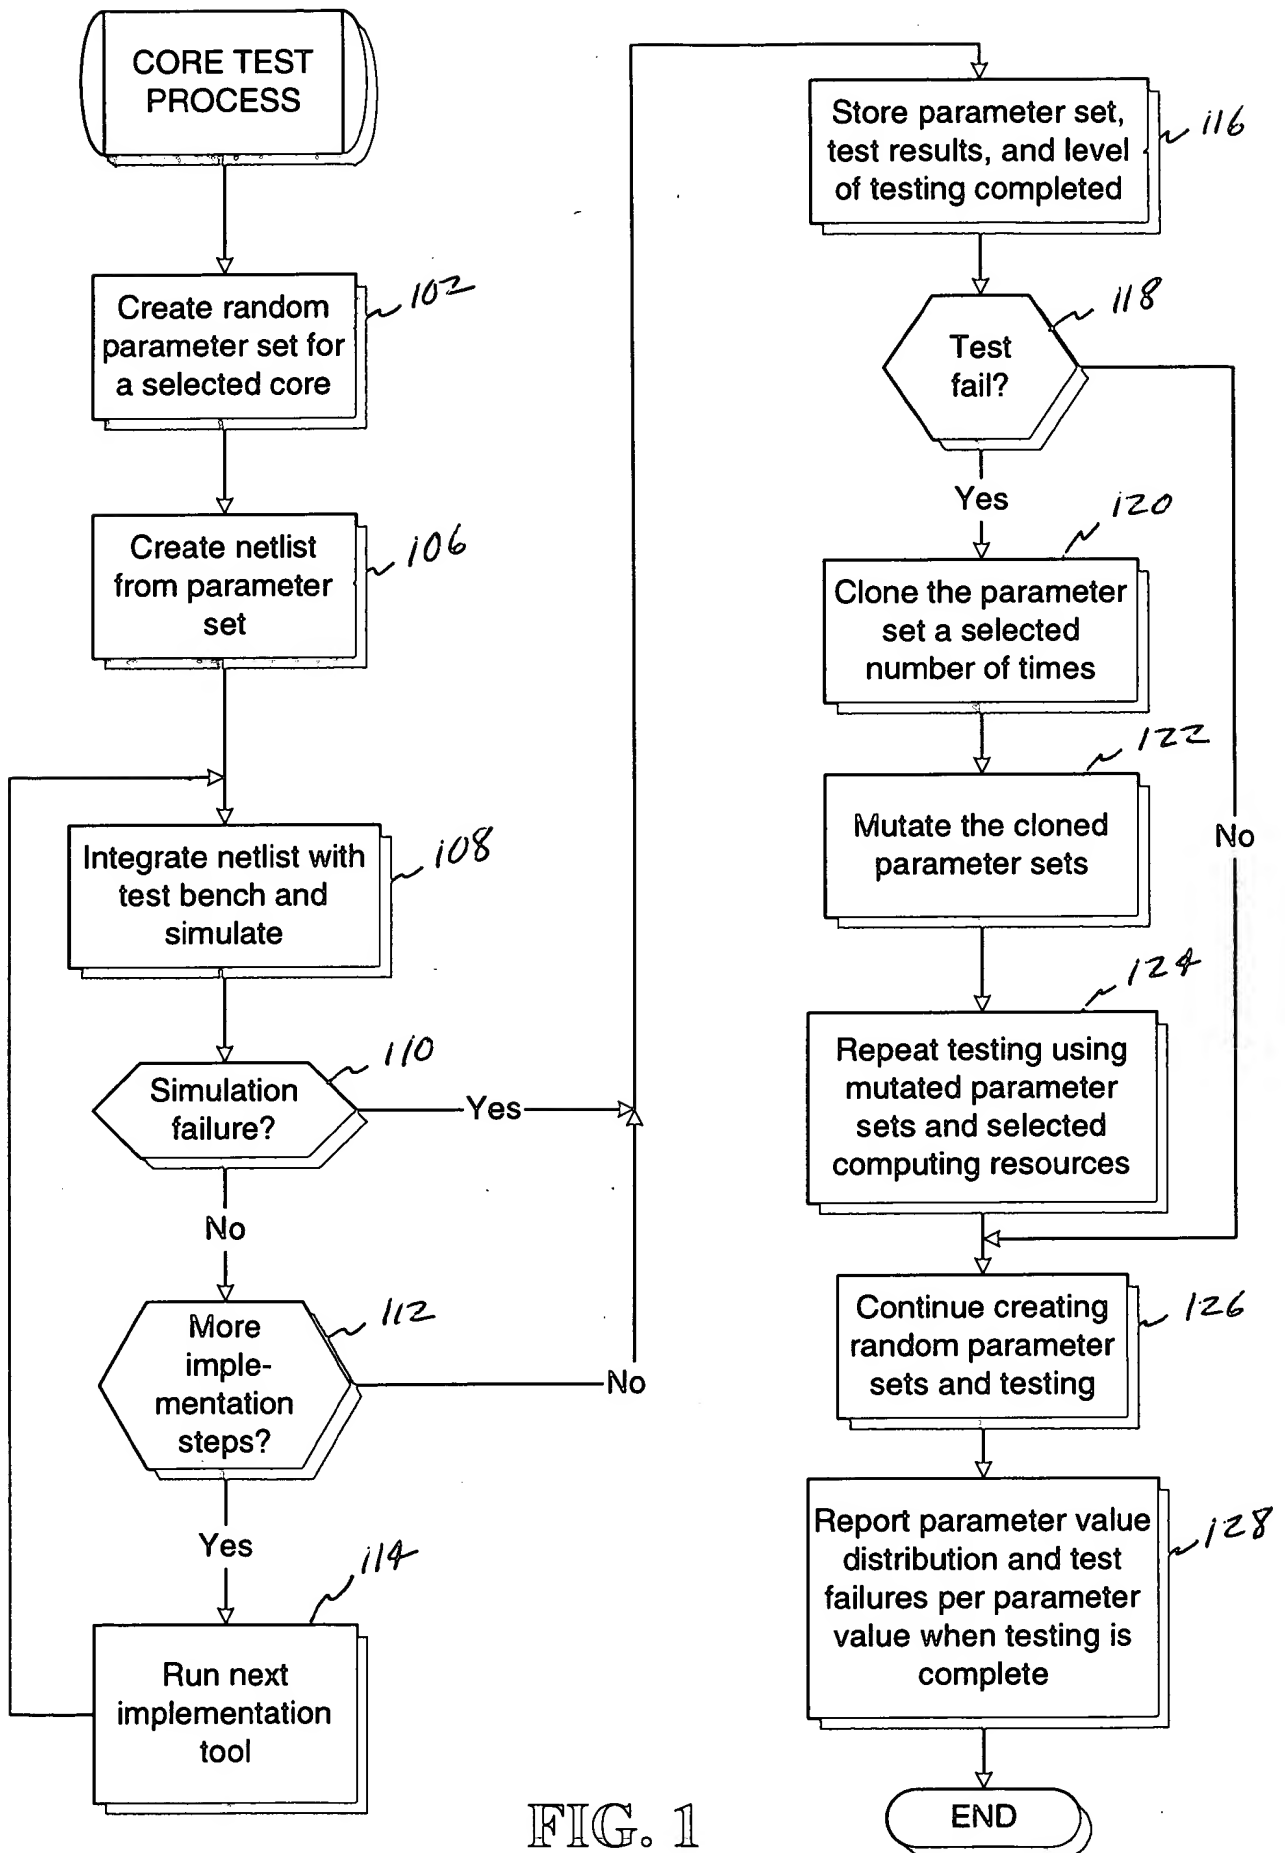 CORE TEST
PROCESS
Create random
parameter set for
a selected core
102
Create netlist
from parameter
set
106
Integrate netlist with
test bench and
simulate
108
Simulation
failure?
110
Yes
No
More
imple-
mentation
steps?
112
No
Yes
Run next
implementation
tool
114
Store parameter set,
test results, and level
of testing completed
116
Test
fail?
118
Yes
No
Clone the parameter
set a selected
number of times
120
Mutate the cloned
parameter sets
122
Repeat testing using
mutated parameter
sets and selected
computing resources
124
Continue creating
random parameter
sets and testing
126
Report parameter value
distribution and test
failures per parameter
value when testing is
complete
128
END
FIG. 1